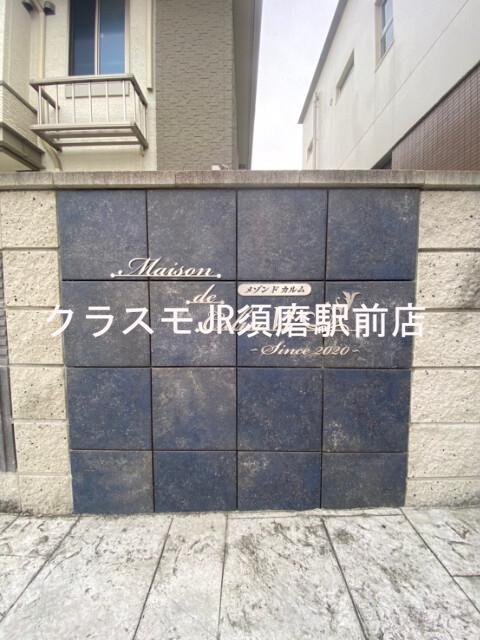 Maison
de
メゾン ド カルム
クラスモJR須磨駅前店
- Since 2020 -